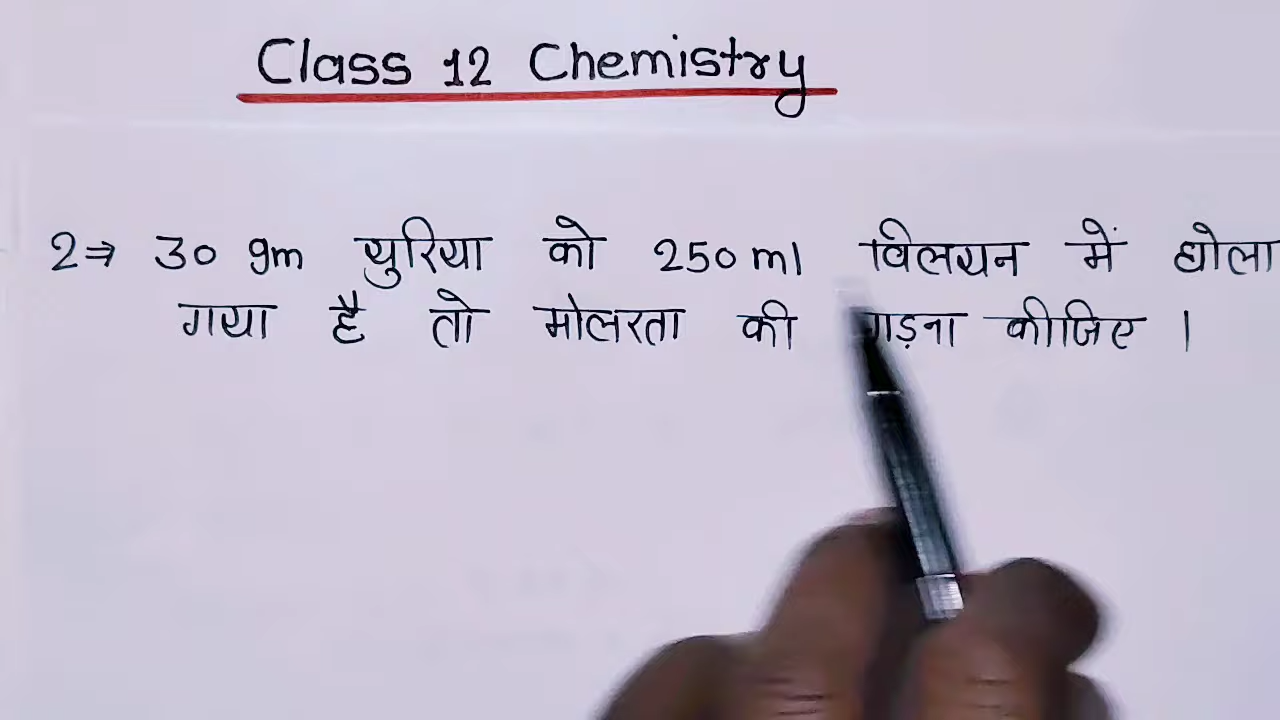 Class 12 Chemistry
2⇒ 30 gm युरिया को 250 ml विलयन में घोला
गया है तो मोलरता की कीजिए ।